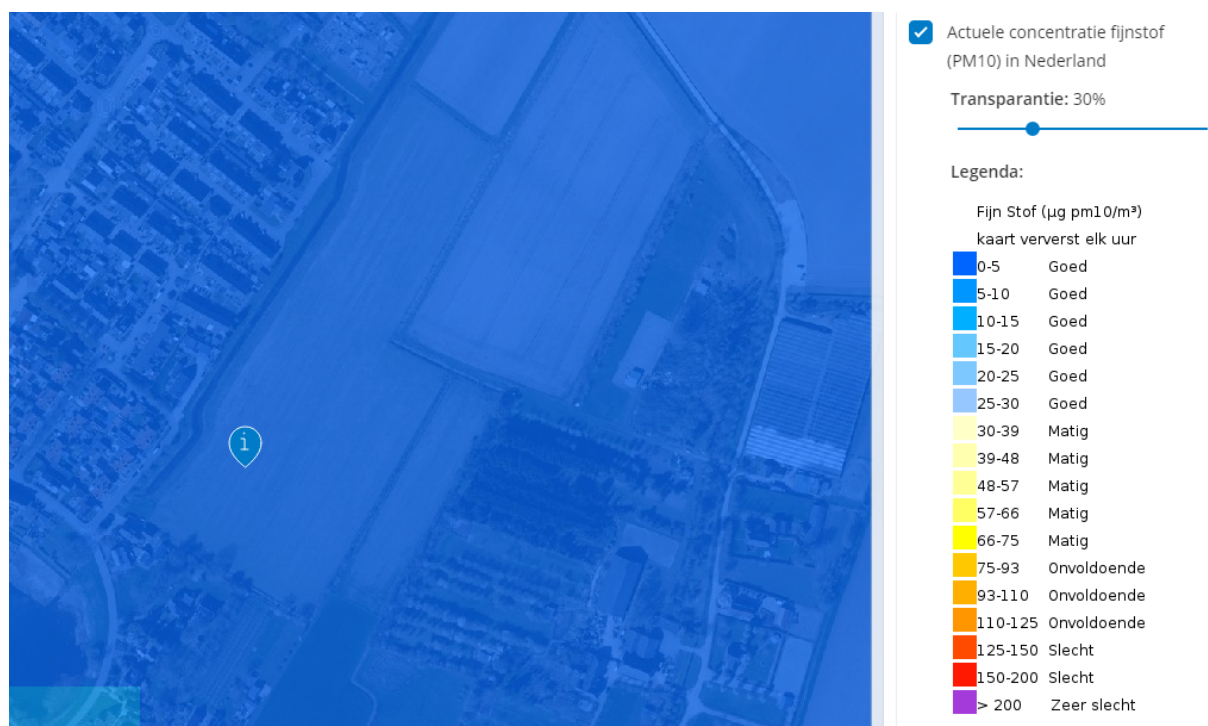 Actuele concentratie fijnstof
(PM10) in Nederland
Transparantie: 30%
Legenda:
Fijn Stof (µg pm10/m³)
kaart ververst elk uur
0-5 Goed
5-10 Goed
10-15 Goed
15-20 Goed
20-25 Goed
25-30 Goed
30-39 Matig
39-48 Matig
48-57 Matig
57-66 Matig
66-75 Matig
75-93 Onvoldoende
93-110 Onvoldoende
110-125 Onvoldoende
125-150 Slecht
150-200 Slecht
> 200 Zeer slecht
i